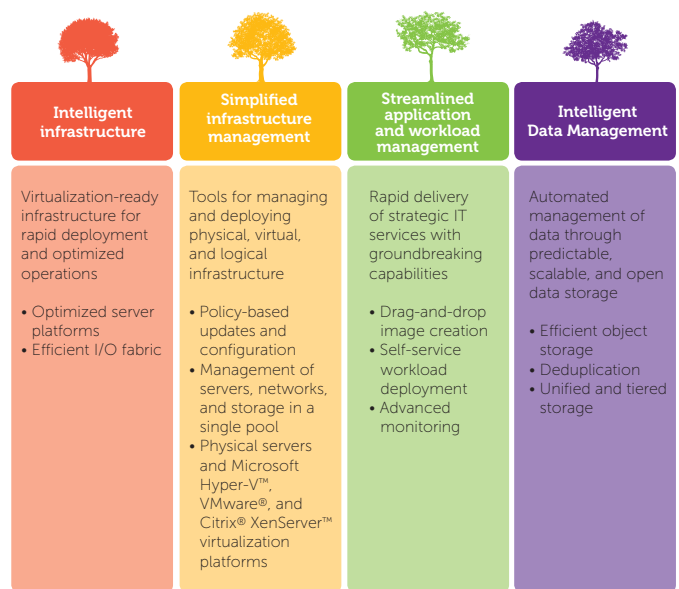 Intelligent
infrastructure
Simplified
infrastructure
management
Streamlined
application
and workload
management
Intelligent
Data Management
Virtualization-ready
infrastructure for
rapid deployment
and optimized
operations
• Optimized server
platforms
• Efficient I/O fabric
Tools for managing
and deploying
physical, virtual,
and logical
infrastructure
• Policy-based
updates and
configuration
• Management of
servers, networks,
and storage in a
single pool
• Physical servers
and Microsoft
Hyper-V™,
VMware®, and
Citrix® XenServer™
virtualization
platforms
Rapid delivery
of strategic IT
services with
groundbreaking
capabilities
• Drag-and-drop
image creation
• Self-service
workload
deployment
• Advanced
monitoring
Automated
management of
data through
predictable,
scalable, and open
data storage
• Efficient object
storage
• Deduplication
• Unified and tiered
storage